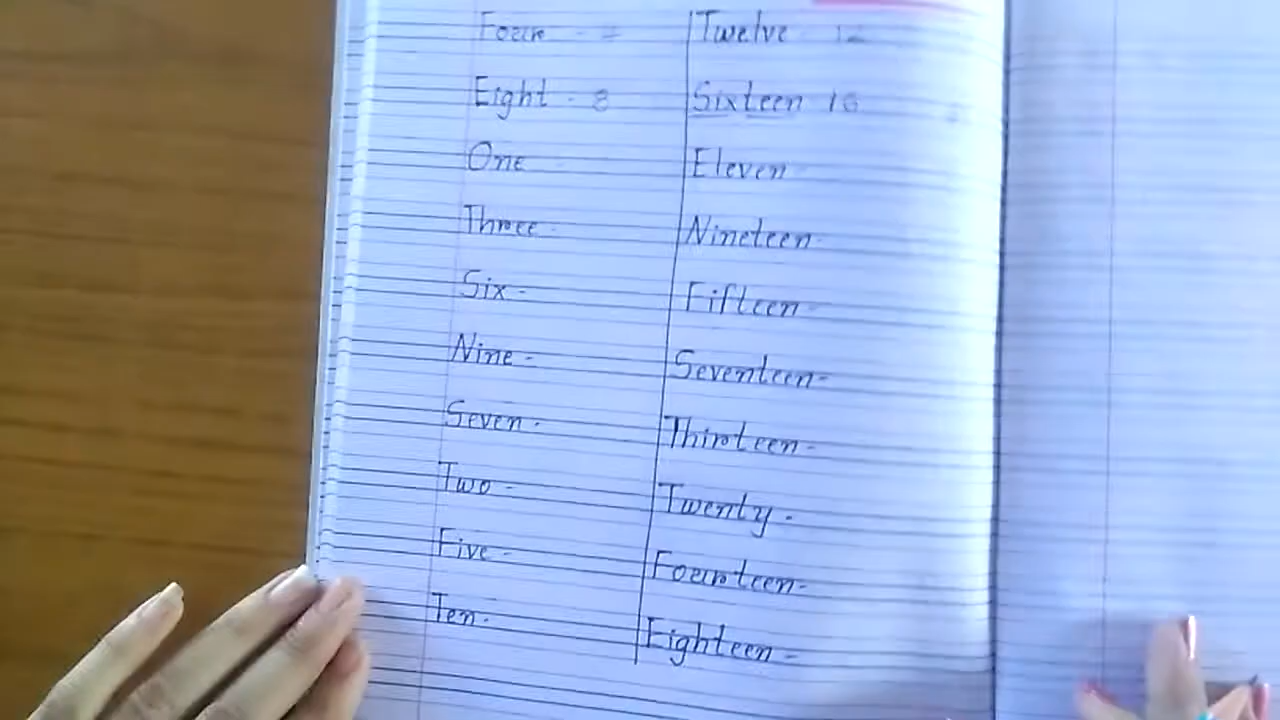 Four - 4 Twelve 12
Eight - 8 Sixteen 16
One - Eleven
Three - Nineteen -
Six - Fifteen -
Nine - Seventeen -
Seven - Thirteen -
Two - Twenty -
Five - Fourteen -
Ten - Eighteen -